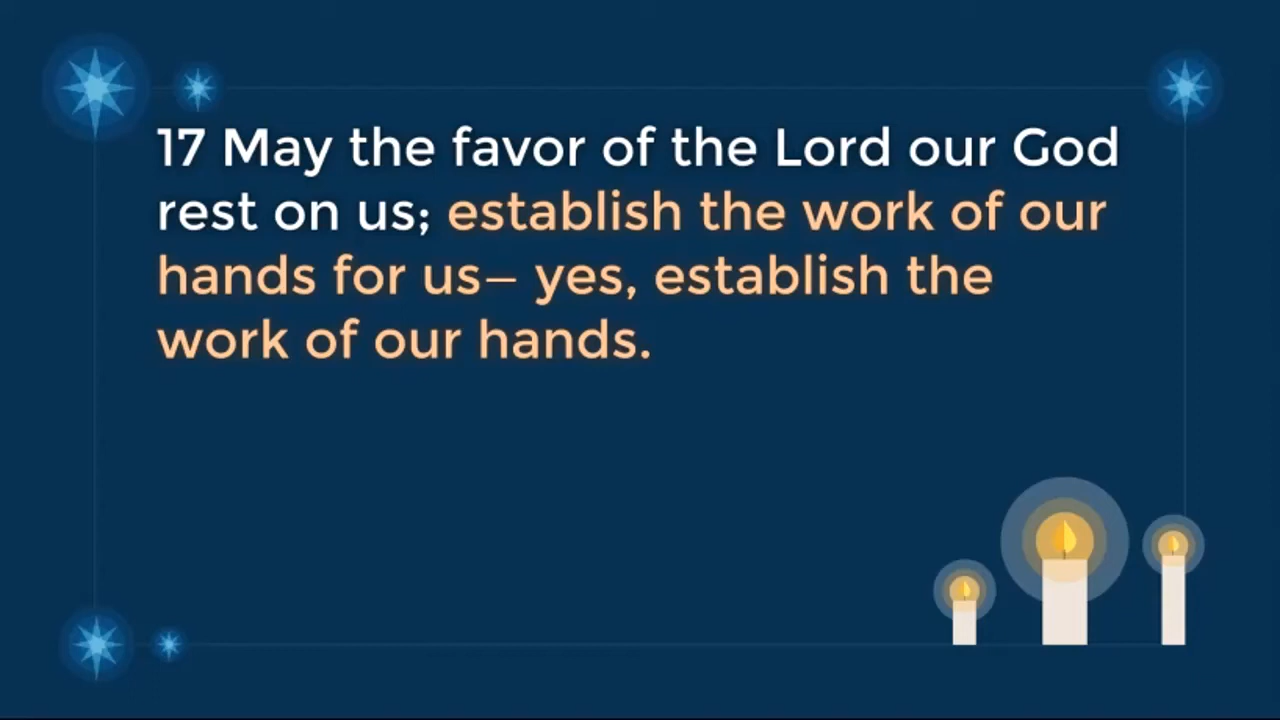 17 May the favor of the Lord our God
rest on us; establish the work of our
hands for us— yes, establish the
work of our hands.